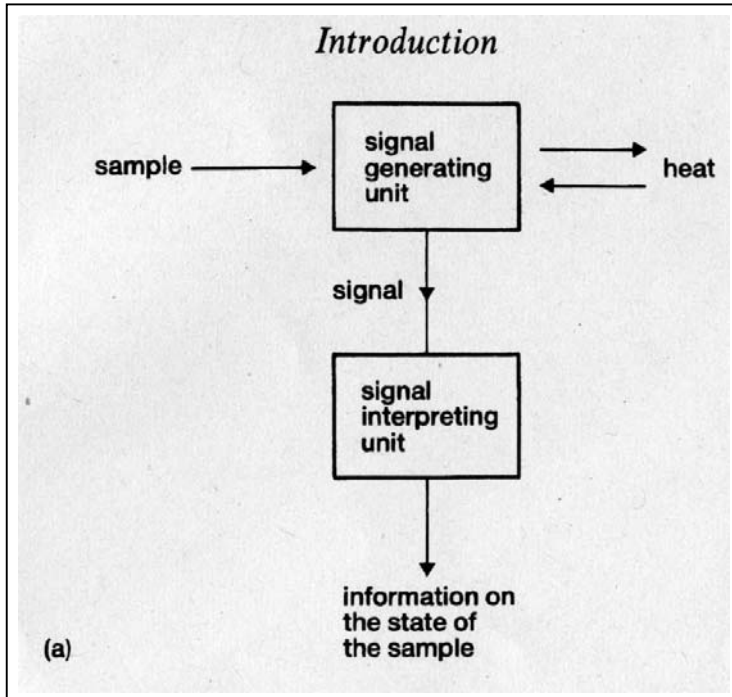 Introduction
signal
generating
unit
sample
heat
signal
signal
interpreting
unit
information on
the state of
the sample
(a)